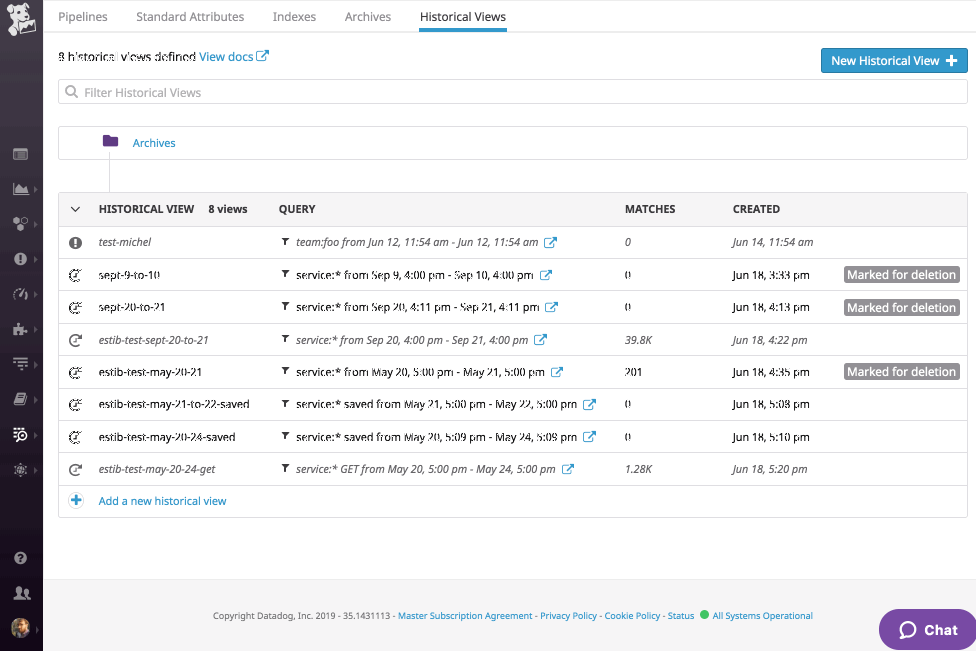 Pipelines Standard Attributes Indexes Archives Historical Views
8 historical views defined View docs
New Historical View +
Filter Historical Views
Archives
HISTORICAL VIEW 8 views QUERY MATCHES CREATED
test-michel team:foo from Jun 12, 11:54 am - Jun 12, 11:54 am 0 Jun 14, 11:54 am
sept-9-to-10 service:* from Sep 9, 4:00 pm - Sep 10, 4:00 pm 0 Jun 18, 3:33 pm Marked for deletion
sept-20-to-21 service:* from Sep 20, 4:11 pm - Sep 21, 4:11 pm 0 Jun 18, 4:13 pm Marked for deletion
estib-test-sept-20-to-21 service:* from Sep 20, 4:00 pm - Sep 21, 4:00 pm 39.8K Jun 18, 4:22 pm
estib-test-may-20-21 service:* from May 20, 5:00 pm - May 21, 5:00 pm 201 Jun 18, 4:35 pm Marked for deletion
estib-test-may-21-to-22-saved service:* saved from May 21, 5:00 pm - May 22, 5:00 pm 0 Jun 18, 5:08 pm
estib-test-may-20-24-saved service:* saved from May 20, 5:09 pm - May 24, 5:09 pm 0 Jun 18, 5:10 pm
estib-test-may-20-24-get service:* GET from May 20, 5:00 pm - May 24, 5:00 pm 1.28K Jun 18, 5:20 pm
Add a new historical view
Copyright Datadog, Inc. 2019 - 35.1431113 - Master Subscription Agreement - Privacy Policy - Cookie Policy - Status All Systems Operational
Chat